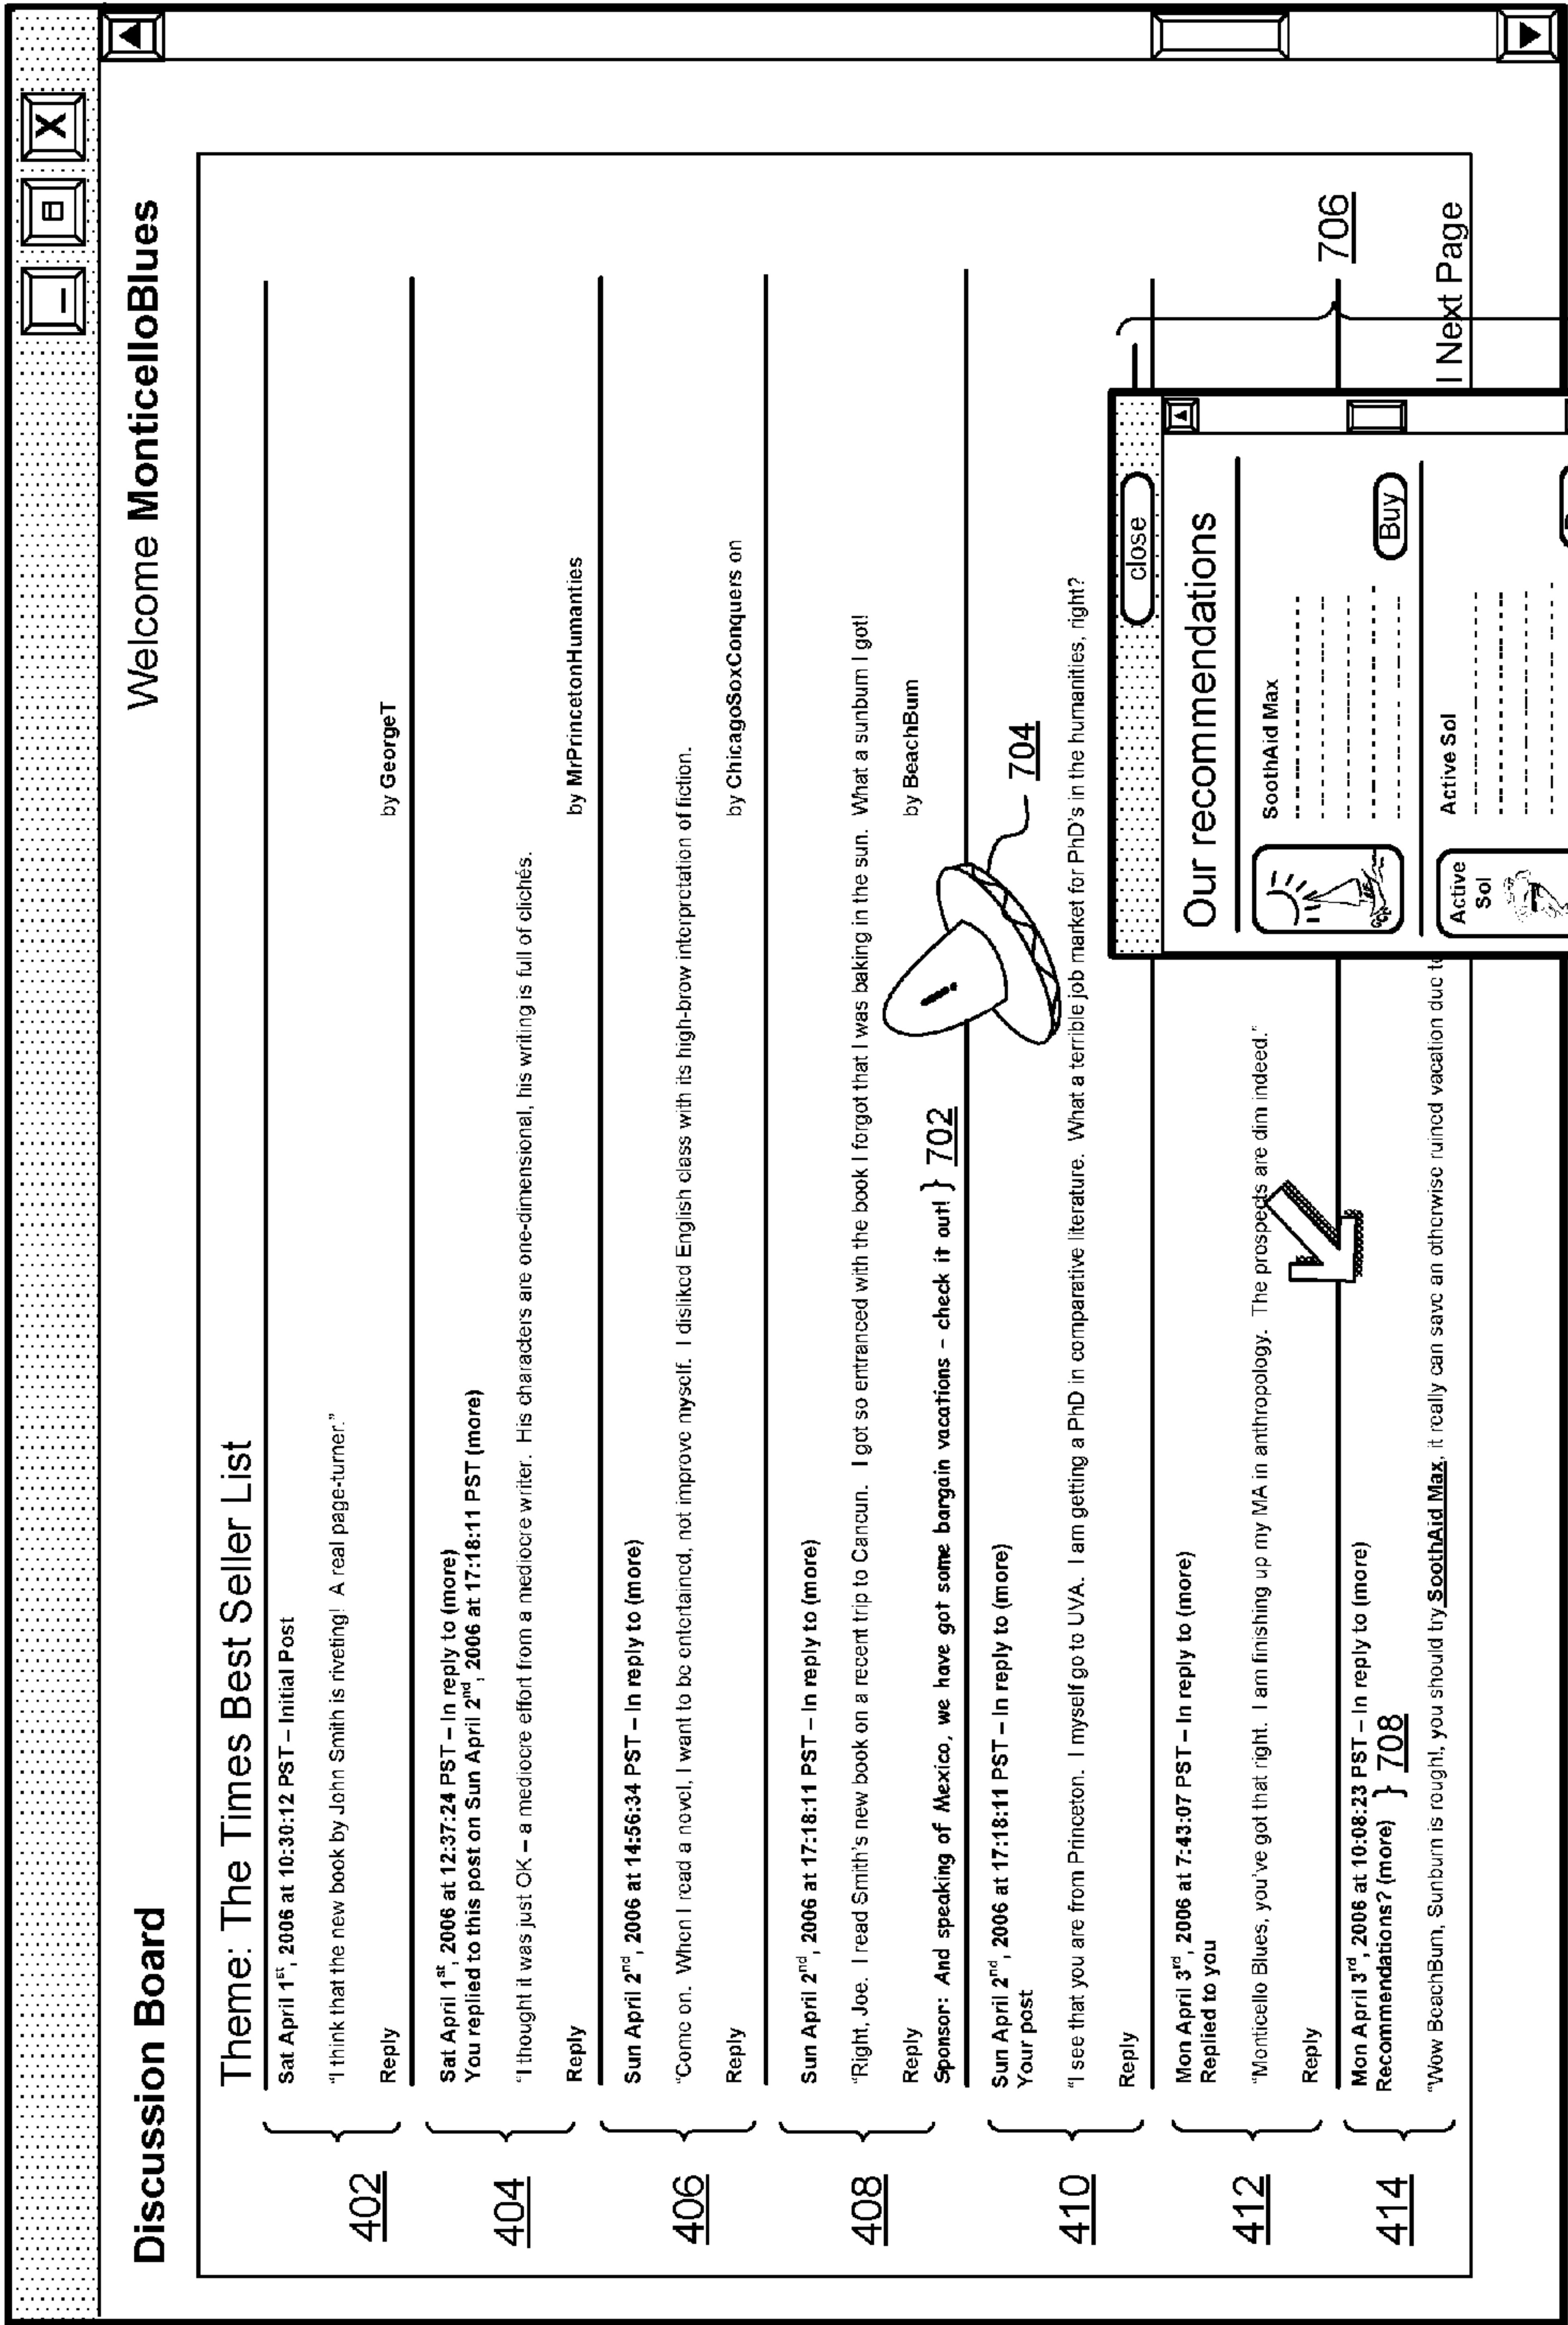 Discussion Board
Welcome MonticelloBlues
Theme: The Times Best Seller List
402
Sat April 1st, 2006 at 10:30:12 PST – Initial Post
“I think that the new book by John Smith is riveting! A real page-turner.”
Reply
by GeorgeT
404
Sat April 1st, 2006 at 12:37:24 PST – In reply to (more)
You replied to this post on Sun April 2nd, 2006 at 17:18:11 PST (more)
“I thought it was just OK – a mediocre effort from a mediocre writer. His characters are one-dimensional, his writing is full of clichés.
Reply
by MrPrincetonHumanties
406
Sun April 2nd, 2006 at 14:56:34 PST – In reply to (more)
“Come on. When I read a novel, I want to be entertained, not improve myself. I disliked English class with its high-brow interprotation of fiction.
Reply
by ChicagoSoxConquers on
408
Sun April 2nd, 2006 at 17:18:11 PST – In reply to (more)
“Right, Joe. I read Smith's new book on a recent trip to Cancun. I got so entranced with the book I forgot that I was baking in the sun. What a sunburn I got!
Reply
by BeachBum
Sponsor: And speaking of Mexico, we have got some bargain vacations – check it out! } 702
704
410
Sun April 2nd, 2006 at 17:18:11 PST – In reply to (more)
Your post
“I see that you are from Princeton. I myself go to UVA. I am getting a PhD in comparative literature. What a terrible job market for PhD's in the humanities, right?
Reply
412
Mon April 3rd, 2006 at 7:43:07 PST – In reply to (more)
Replied to you
“Monticello Blues, you've got that right. I am finishing up my MA in anthropology. The prospects are dim indeed.”
Reply
414
Mon April 3rd, 2006 at 10:08:23 PST – In reply to (more)
Recommendations? (more) } 708
“Wow BeachBum, Sunburn is rough!, you should try SoothAid Max, it really can save an otherwise ruined vacation due to
close
Our recommendations
SoothAid Max
Buy
Active Sol
Active
Sol
706
I Next Page